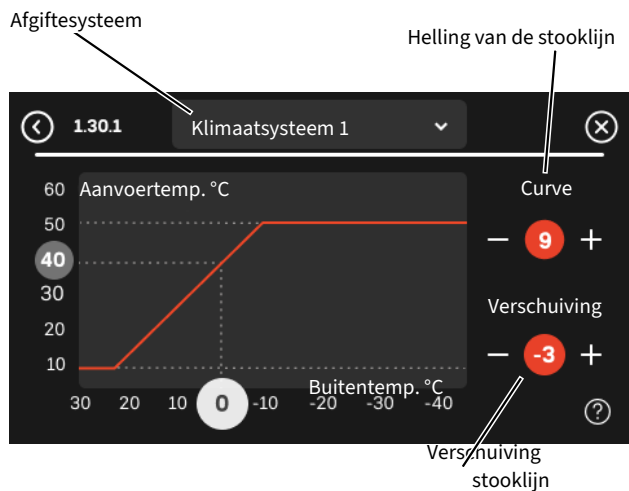 Afgiftesysteem
Helling van de stooklijn
1.30.1
Klimaatsysteem 1
60
Aanvoertemp. °C
50
40
30
20
10
30 20 10 0 -10 -20 -30 -40
Buitentemp. °C
Curve
− 9 +
Verschuiving
− -3 +
?
Verschuiving
stooklijn